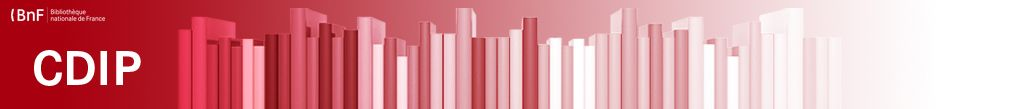 (BnF Bibliothèque
nationale de France
CDIP